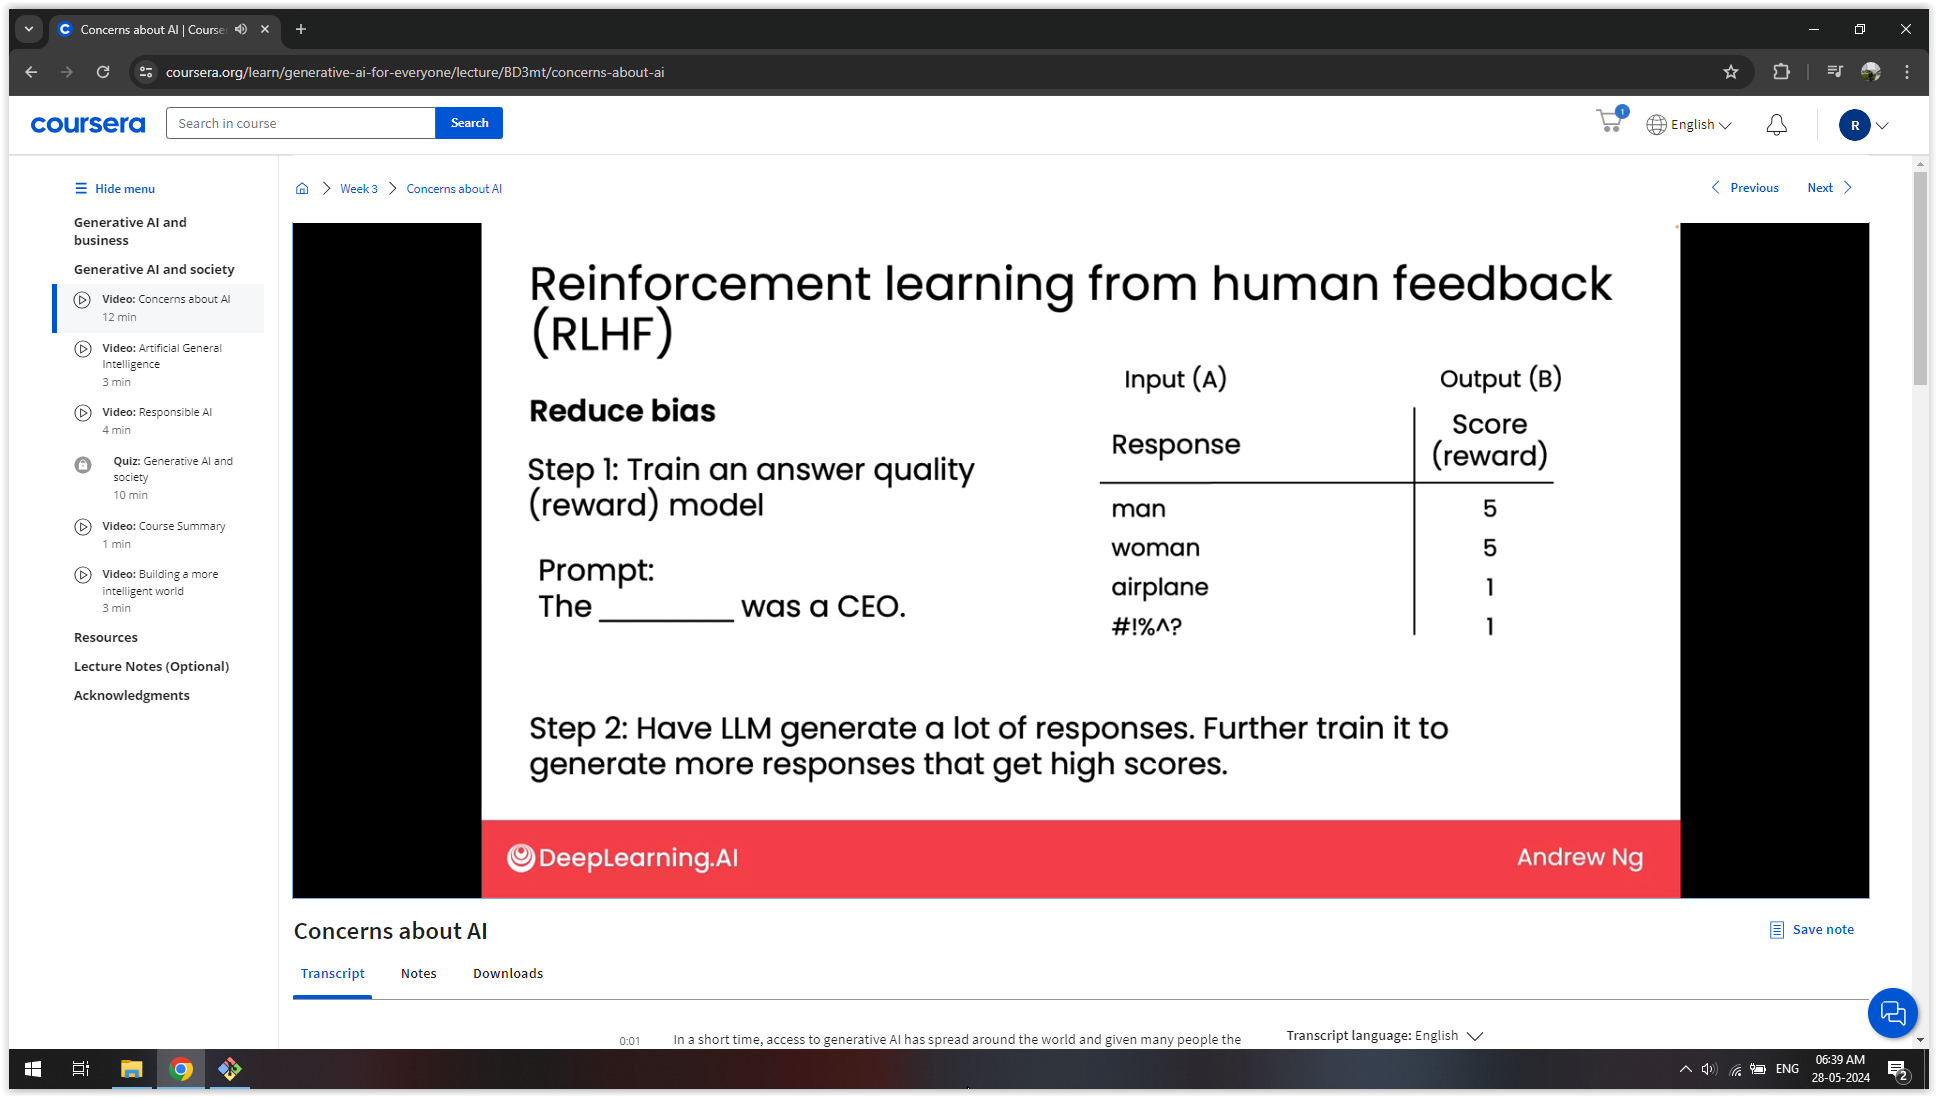 Concerns about AI | Course
coursera.org/learn/generative-ai-for-everyone/lecture/BD3mt/concerns-about-ai
coursera
Search in course
Search
1
English
R
Hide menu
Week 3
Concerns about AI
Previous
Next
Generative AI and
business
Generative AI and society
Video: Concerns about AI
12 min
Video: Artificial General
Intelligence
3 min
Video: Responsible AI
4 min
Quiz: Generative AI and
society
10 min
Video: Course Summary
1 min
Video: Building a more
intelligent world
3 min
Resources
Lecture Notes (Optional)
Acknowledgments
Reinforcement learning from human feedback
(RLHF)
Reduce bias
Step 1: Train an answer quality
(reward) model
Prompt:
The ________ was a CEO.
Input (A) Output (B)
Response Score
(reward)
man 5
woman 5
airplane 1
#!%^? 1
Step 2: Have LLM generate a lot of responses. Further train it to
generate more responses that get high scores.
DeepLearning.AI
Andrew Ng
Concerns about AI
Save note
Transcript Notes Downloads
0:01 In a short time, access to generative AI has spread around the world and given many people the
Transcript language: English
ENG
06:39 AM
28-05-2024
2